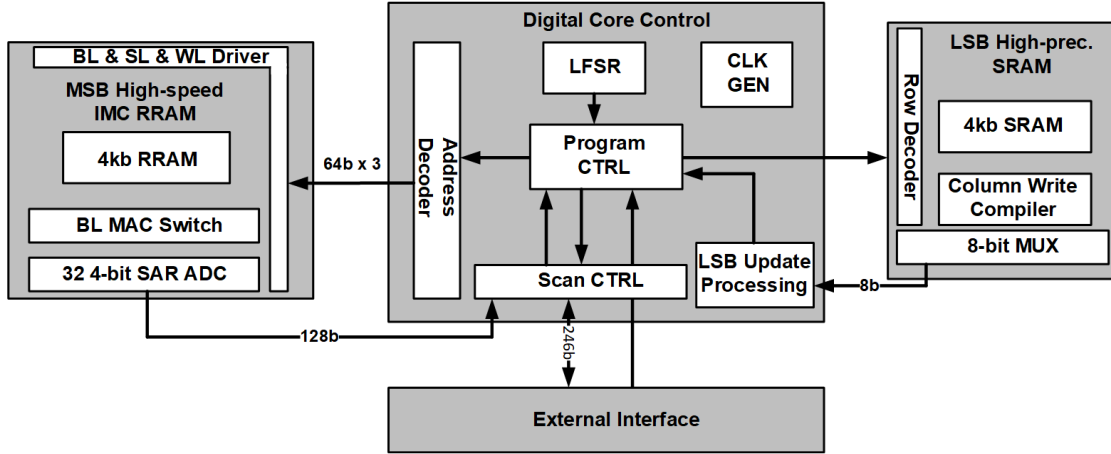 Digital Core Control
BL & SL & WL Driver
MSB High-speed
IMC RRAM
4kb RRAM
BL MAC Switch
32 4-bit SAR ADC
64b x 3
128b
Address
Decoder
LFSR
CLK
GEN
Program
CTRL
Scan CTRL
LSB Update
Processing
246b
8b
LSB High-prec.
SRAM
Row Decoder
4kb SRAM
Column Write
Compiler
8-bit MUX
External Interface